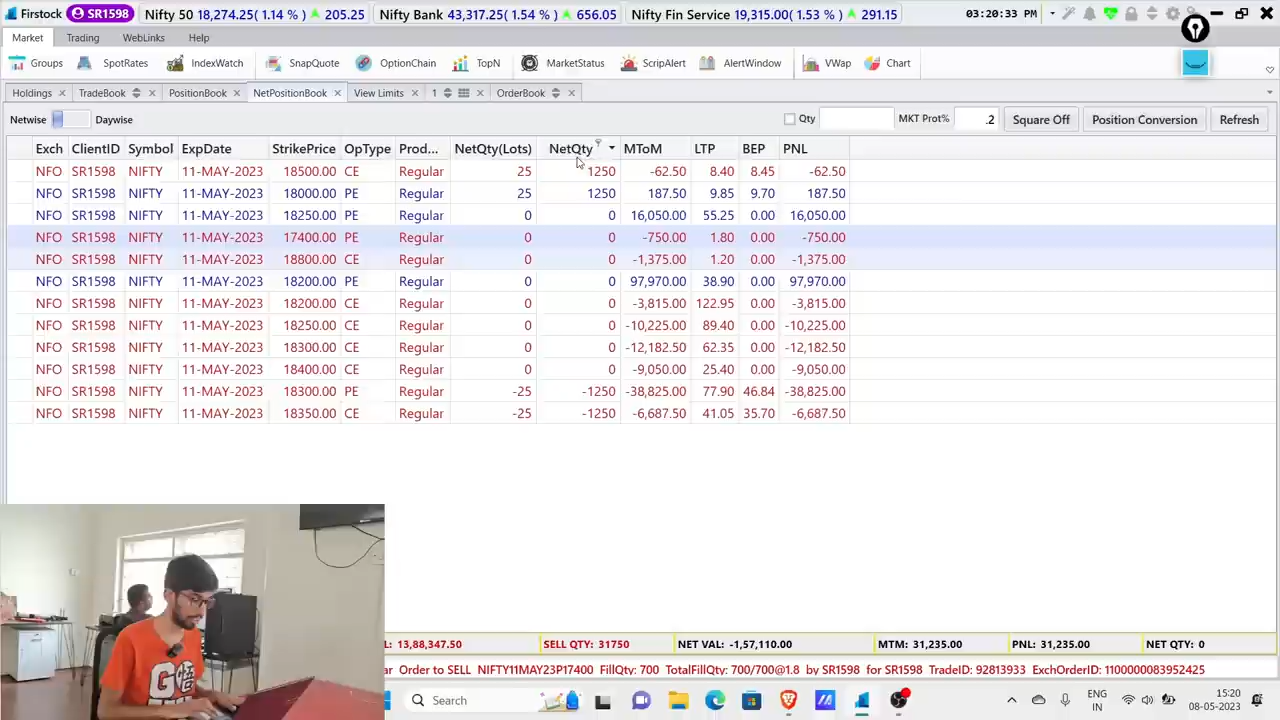 Firstock SR1598 Nifty 50 18,274.25 ( 1.14 % ) 205.25 Nifty Bank 43,317.25 ( 1.54 % ) 656.05 Nifty Fin Service 19,315.00 ( 1.53 % ) 291.15 03:20:33 PM
Market Trading WebLinks Help
Groups SpotRates IndexWatch SnapQuote OptionChain TopN MarketStatus ScripAlert AlertWindow VWap Chart
Holdings TradeBook PositionBook NetPositionBook View Limits 1 OrderBook
Netwise Daywise Qty MKT Prot% .2 Square Off Position Conversion Refresh
Exch ClientID Symbol ExpDate StrikePrice OpType Prod... NetQty(Lots) NetQty MToM LTP BEP PNL
NFO SR1598 NIFTY 11-MAY-2023 18500.00 CE Regular 25 1250 -62.50 8.40 8.45 -62.50
NFO SR1598 NIFTY 11-MAY-2023 18000.00 PE Regular 25 1250 187.50 9.85 9.70 187.50
NFO SR1598 NIFTY 11-MAY-2023 18250.00 PE Regular 0 0 16,050.00 55.25 0.00 16,050.00
NFO SR1598 NIFTY 11-MAY-2023 17400.00 PE Regular 0 0 -750.00 1.80 0.00 -750.00
NFO SR1598 NIFTY 11-MAY-2023 18800.00 CE Regular 0 0 -1,375.00 1.20 0.00 -1,375.00
NFO SR1598 NIFTY 11-MAY-2023 18200.00 PE Regular 0 0 97,970.00 38.90 0.00 97,970.00
NFO SR1598 NIFTY 11-MAY-2023 18200.00 CE Regular 0 0 -3,815.00 122.95 0.00 -3,815.00
NFO SR1598 NIFTY 11-MAY-2023 18250.00 CE Regular 0 0 -10,225.00 89.40 0.00 -10,225.00
NFO SR1598 NIFTY 11-MAY-2023 18300.00 CE Regular 0 0 -12,182.50 62.35 0.00 -12,182.50
NFO SR1598 NIFTY 11-MAY-2023 18400.00 CE Regular 0 0 -9,050.00 25.40 0.00 -9,050.00
NFO SR1598 NIFTY 11-MAY-2023 18300.00 PE Regular -25 -1250 -38,825.00 77.90 46.84 -38,825.00
NFO SR1598 NIFTY 11-MAY-2023 18350.00 CE Regular -25 -1250 -6,687.50 41.05 35.70 -6,687.50
13,88,347.50 SELL QTY: 31750 NET VAL: -1,57,110.00 MTM: 31,235.00 PNL: 31,235.00 NET QTY: 0
Order to SELL NIFTY11MAY23P17400 FillQty: 700 TotalFillQty: 700/700@1.8 by SR1598 for SR1598 TradeID: 92813933 ExchOrderID: 1100000083952425
Search ENG IN 15:20 08-05-2023